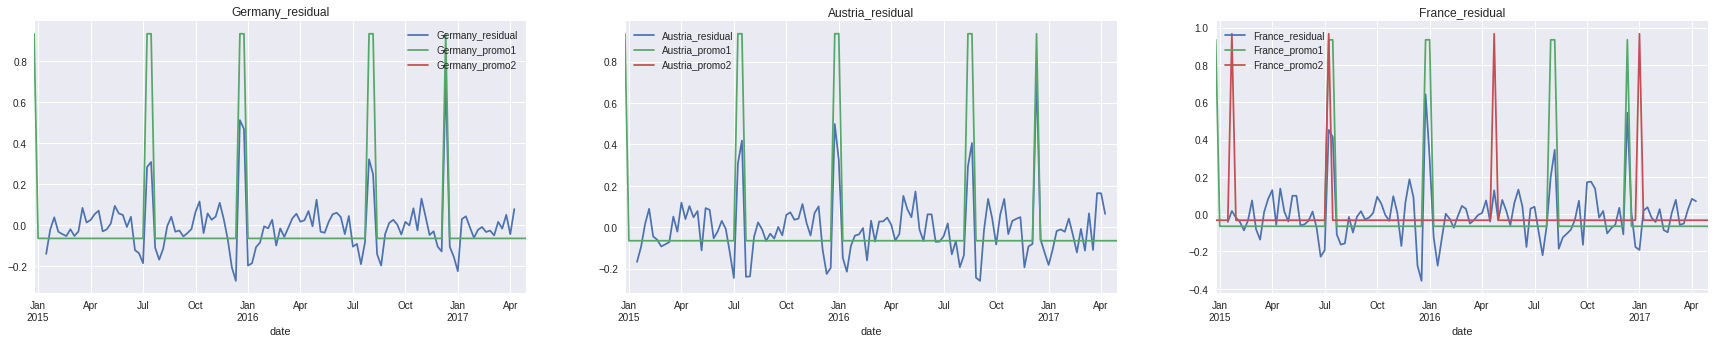 Germany_residual
Germany_residual
Germany_promo1
Germany_promo2
0.8
0.6
0.4
0.2
0.0
−0.2
Jan
2015
Apr
Jul
Oct
Jan
2016
Apr
Jul
Oct
Jan
2017
Apr
date
Austria_residual
Austria_residual
Austria_promo1
Austria_promo2
0.8
0.6
0.4
0.2
0.0
−0.2
Jan
2015
Apr
Jul
Oct
Jan
2016
Apr
Jul
Oct
Jan
2017
Apr
date
France_residual
France_residual
France_promo1
France_promo2
1.0
0.8
0.6
0.4
0.2
0.0
−0.2
−0.4
Jan
2015
Apr
Jul
Oct
Jan
2016
Apr
Jul
Oct
Jan
2017
Apr
date